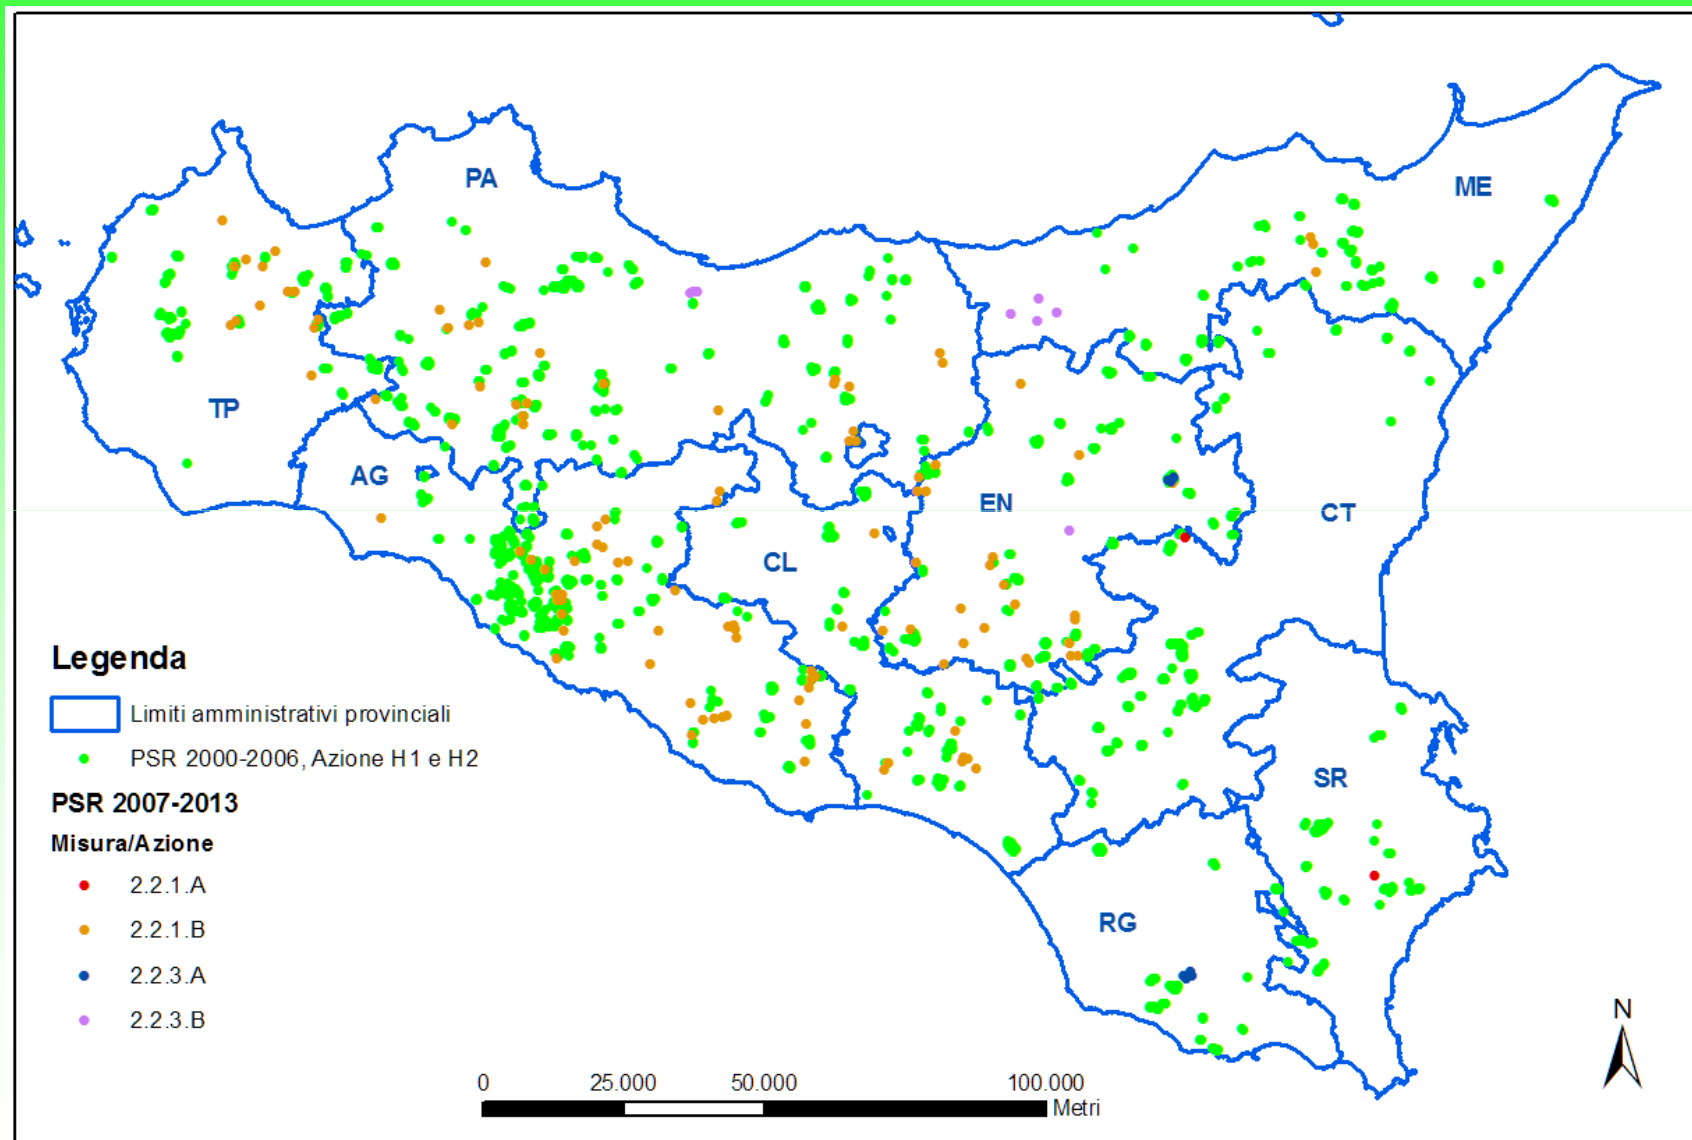 PA
ME
TP
AG
EN
CT
CL
SR
RG
Legenda
Limiti amministrativi provinciali
PSR 2000-2006, Azione H1 e H2
PSR 2007-2013
Misura/Azione
2.2.1.A
2.2.1.B
2.2.3.A
2.2.3.B
N
0 25.000 50.000 100.000
Metri